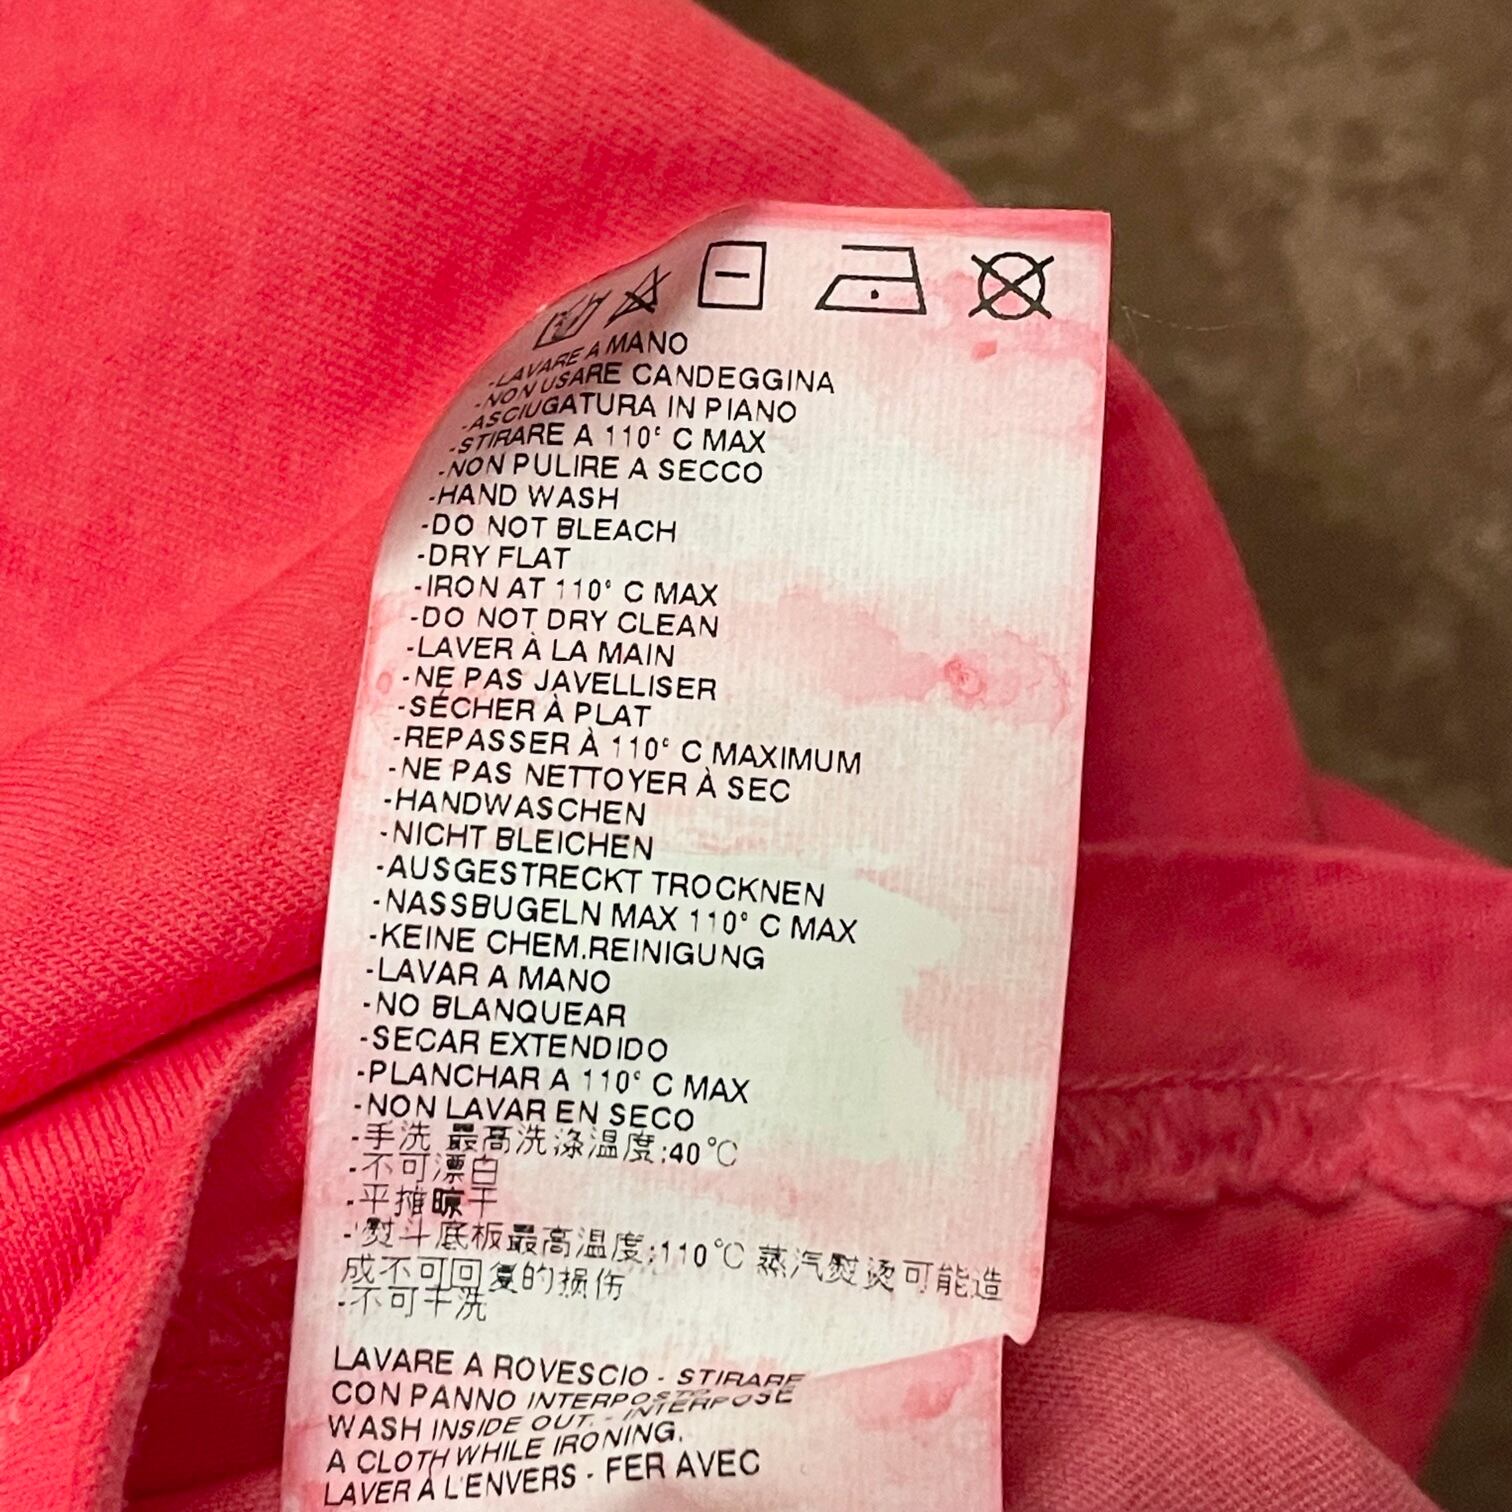 -LAVARE A MANO
-NON USARE CANDEGGINA
-ASCIUGATURA IN PIANO
-STIRARE A 110° C MAX
-NON PULIRE A SECCO
-HAND WASH
-DO NOT BLEACH
-DRY FLAT
-IRON AT 110° C MAX
-DO NOT DRY CLEAN
-LAVER À LA MAIN
-NE PAS JAVELLISER
-SÉCHER À PLAT
-REPASSER À 110° C MAXIMUM
-NE PAS NETTOYER À SEC
-HANDWASCHEN
-NICHT BLEICHEN
-AUSGESTRECKT TROCKNEN
-NASSBUGELN MAX 110° C MAX
-KEINE CHEM.REINIGUNG
-LAVAR A MANO
-NO BLANQUEAR
-SECAR EXTENDIDO
-PLANCHAR A 110° C MAX
-NON LAVAR EN SECO
-手洗 最高洗涤温度:40℃
-不可漂白
-平摊晾干
-熨斗底板最高温度:110℃ 蒸汽熨烫可能造
成不可回复的损伤
-不可干洗
LAVARE A ROVESCIO - STIRARE
CON PANNO INTERPOSTO
WASH INSIDE OUT. - INTERPOSE
A CLOTH WHILE IRONING.
LAVER À L'ENVERS - FER AVEC